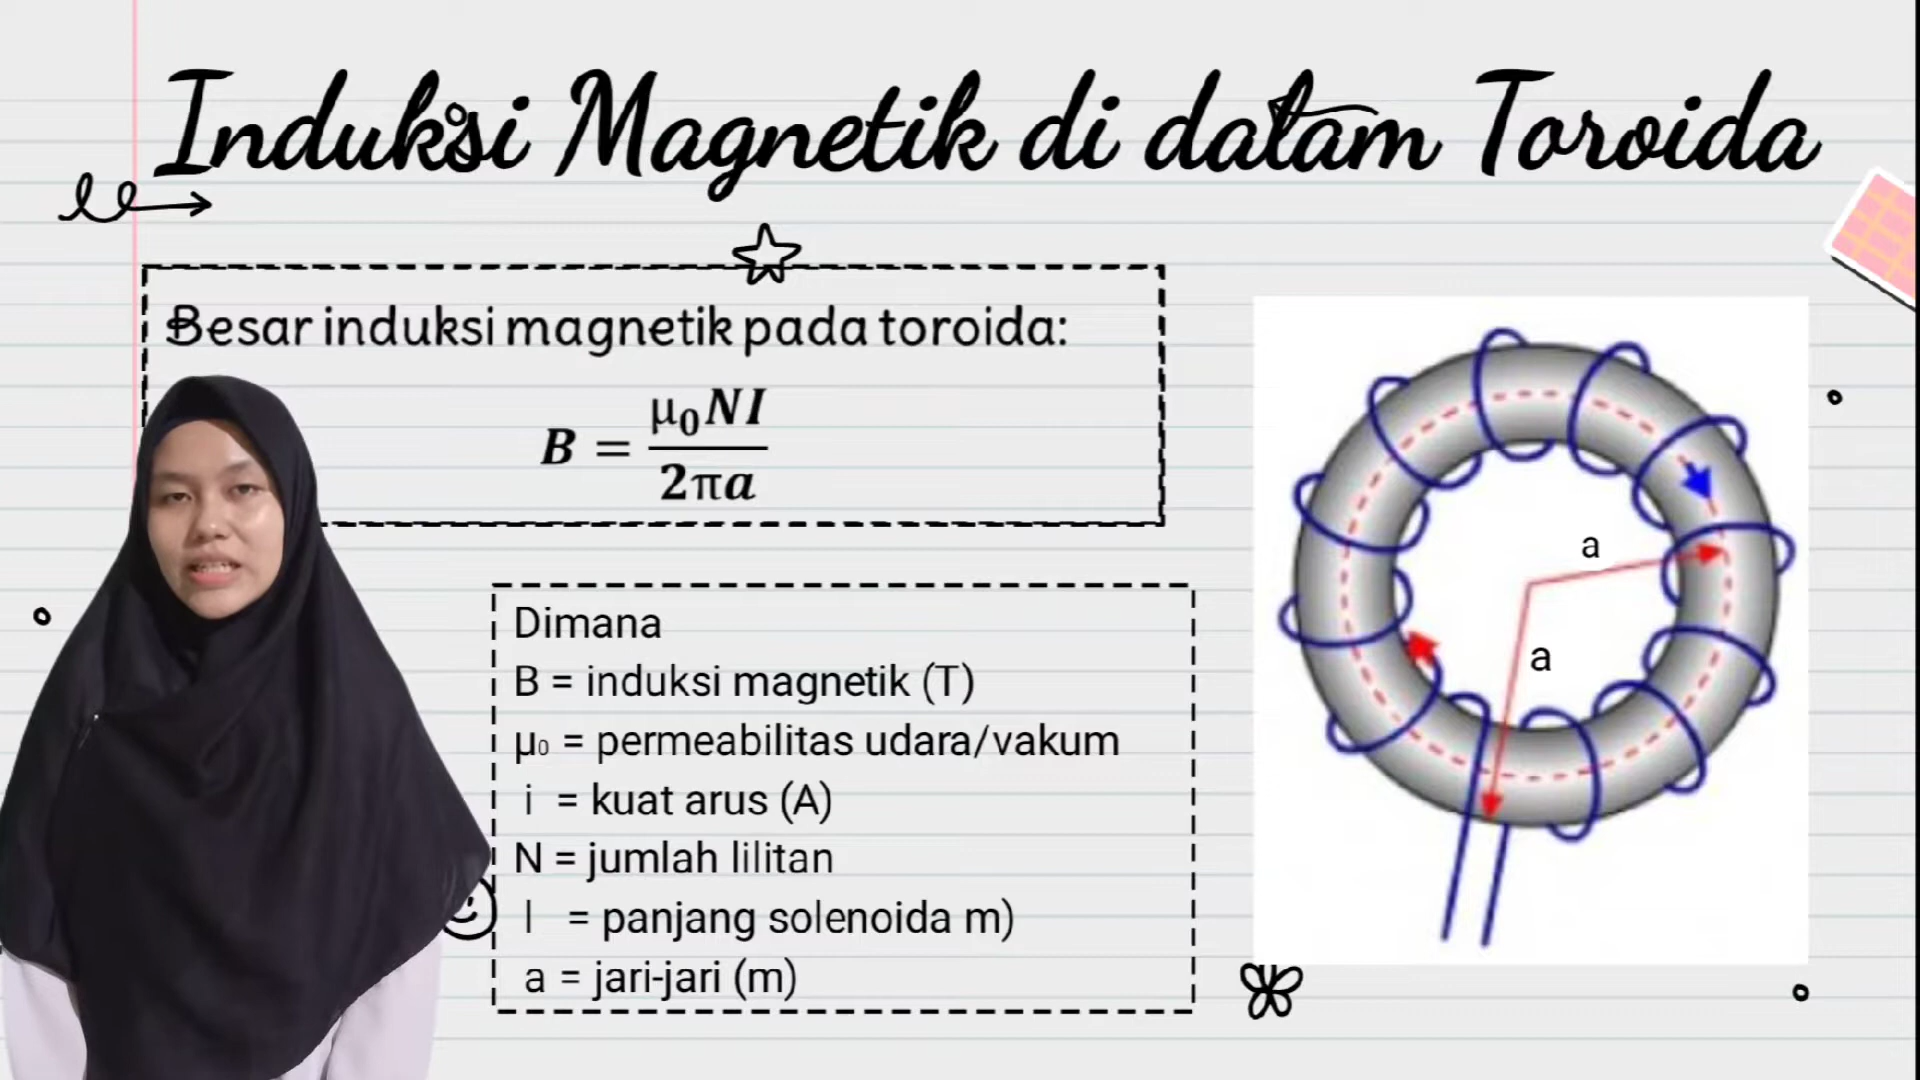 Induksi Magnetik di dalam Toroida
Besar induksi magnetik pada toroida:
B = μ₀NI / 2πa
Dimana
B = induksi magnetik (T)
μ₀ = permeabilitas udara/vakum
i = kuat arus (A)
N = jumlah lilitan
l = panjang solenoida m)
a = jari-jari (m)
a
a